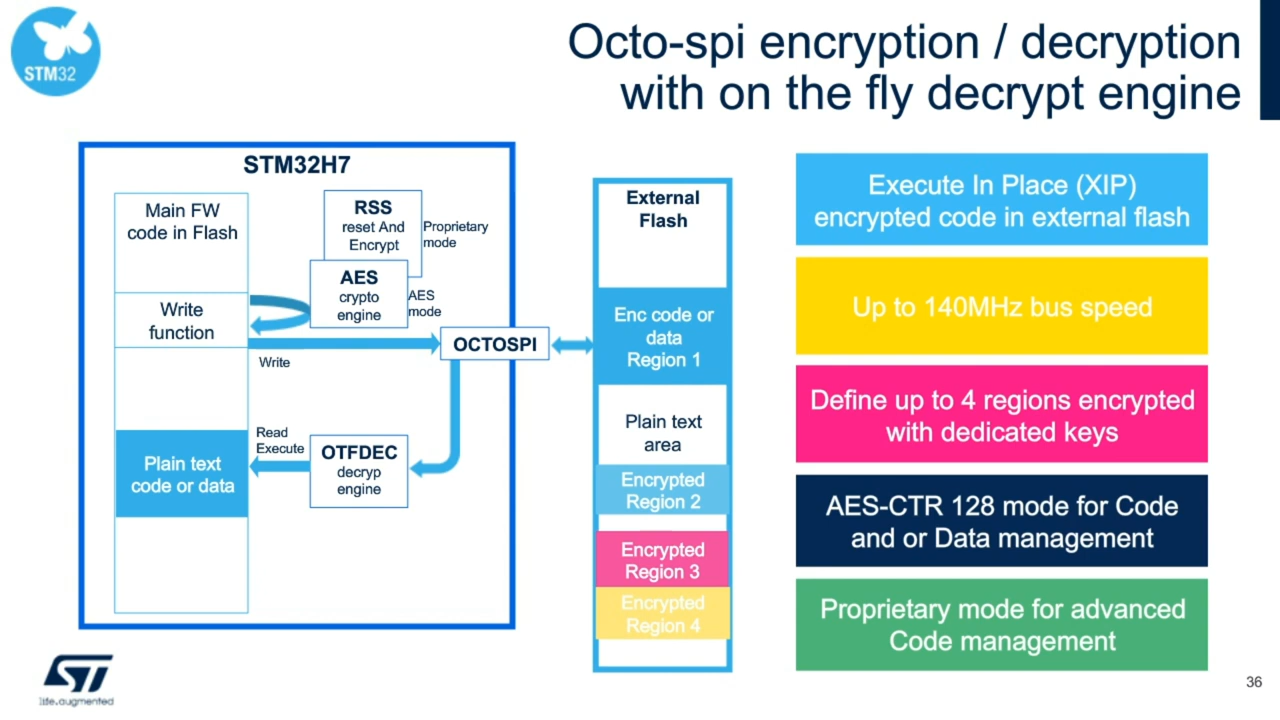 STM32
Octo-spi encryption / decryption
with on the fly decrypt engine
STM32H7
Main FW
code in Flash
RSS
reset And
Encrypt
Proprietary
mode
AES
crypto
engine
AES
mode
Write
function
Write
OCTOSPI
Read
Execute
OTFDEC
decryp
engine
Plain text
code or data
External
Flash
Enc code or
data
Region 1
Plain text
area
Encrypted
Region 2
Encrypted
Region 3
Encrypted
Region 4
Execute In Place (XIP)
encrypted code in external flash
Up to 140MHz bus speed
Define up to 4 regions encrypted
with dedicated keys
AES-CTR 128 mode for Code
and or Data management
Proprietary mode for advanced
Code management
ST
life.augmented
36